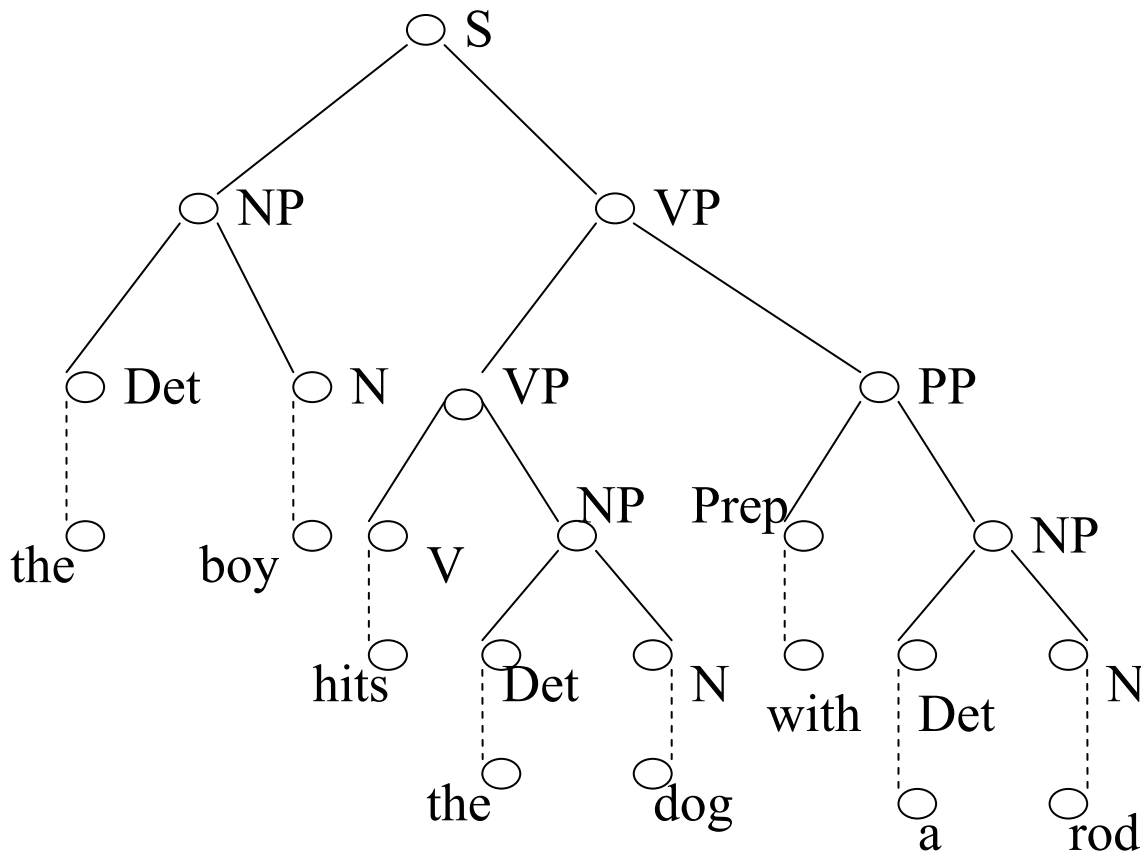 S
NP VP
Det N VP PP
NP Prep
NP
the boy V
hits Det N with Det N
the dog a rod